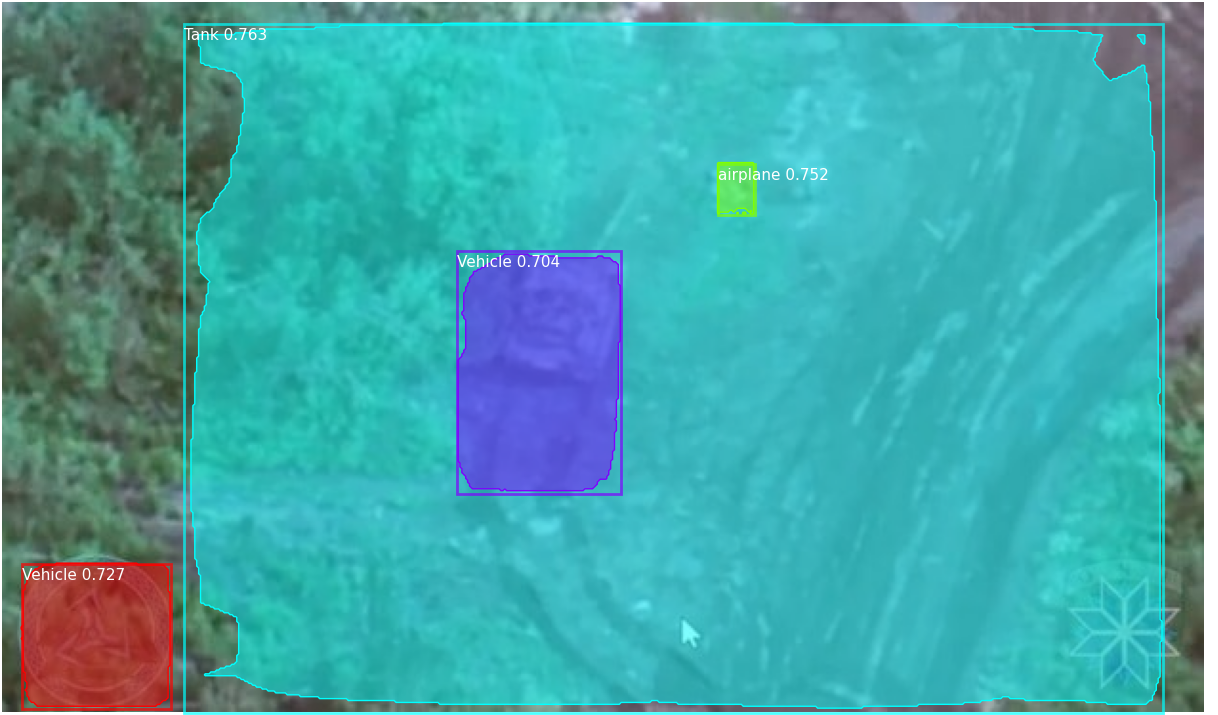 Tank 0.763
airplane 0.752
Vehicle 0.704
Vehicle 0.727